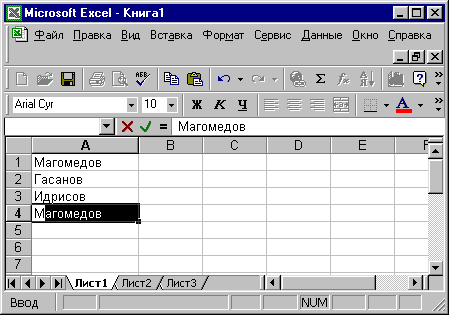 Microsoft Excel - Книга1
Файл Правка Вид Вставка Формат Сервис Данные Окно Справка
Arial Cyr 10 Ж К Ч
= Магомедов
A B C D E F
1 Магомедов
2 Гасанов
3 Идрисов
4 Магомедов
5
6
7
Лист1 Лист2 Лист3
Ввод NUM